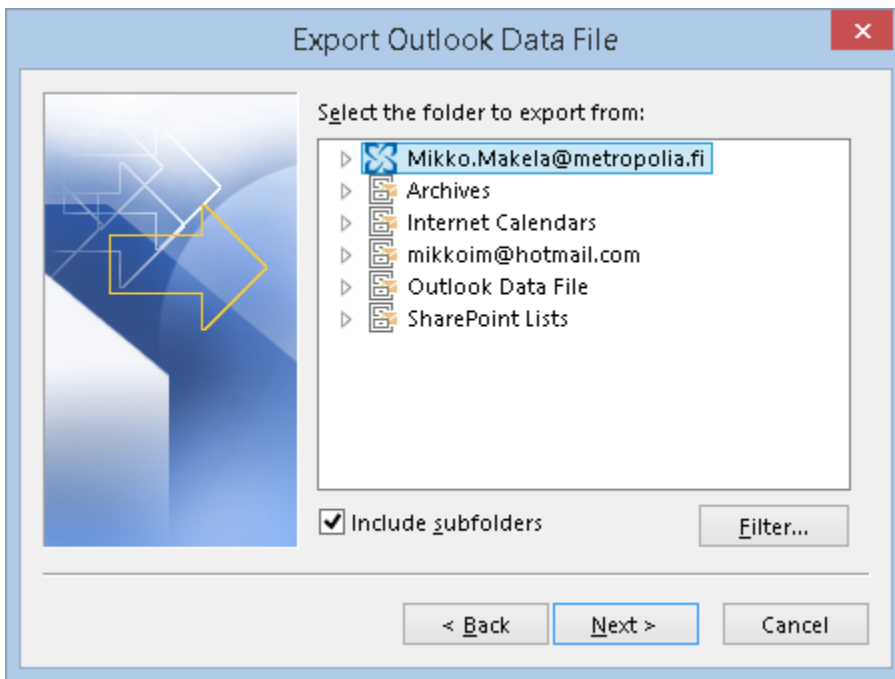 Export Outlook Data File
Select the folder to export from:
Mikko.Makela@metropolia.fi
Archives
Internet Calendars
mikkoim@hotmail.com
Outlook Data File
SharePoint Lists
Include subfolders
Filter...
< Back
Next >
Cancel